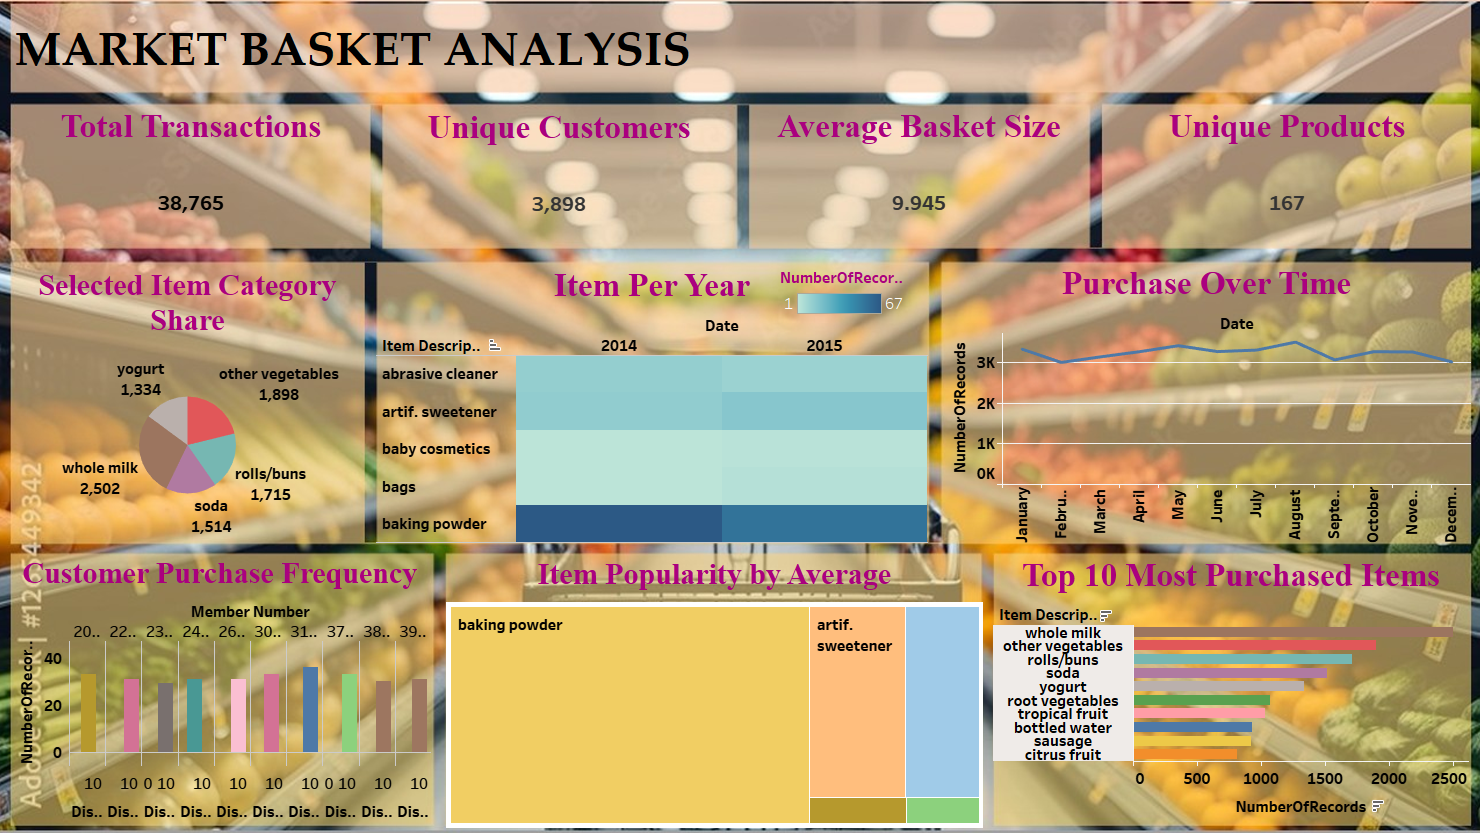 MARKET BASKET ANALYSIS
Total Transactions
38,765
Unique Customers
3,898
Average Basket Size
9.945
Unique Products
167
Selected Item Category
Share
yogurt
1,334
other vegetables
1,898
whole milk
2,502
rolls/buns
1,715
soda
1,514
Item Per Year
NumberOfRecor..
1 67
Date
Item Descrip.. 2014 2015
abrasive cleaner
artif. sweetener
baby cosmetics
bags
baking powder
Purchase Over Time
Date
NumberOfRecords
3K
2K
1K
0K
January
Febru..
March
April
May
June
July
August
Septe..
October
Nove..
Decem..
Customer Purchase Frequency
Member Number
20.. 22.. 23.. 24.. 26.. 30.. 31.. 37.. 38.. 39..
NumberOfRecor..
40
20
0
10 10 0 10 10 10 10 10 0 10 10 10
Dis.. Dis.. Dis.. Dis.. Dis.. Dis.. Dis.. Dis.. Dis.. Dis..
Item Popularity by Average
baking powder
artif.
sweetener
Top 10 Most Purchased Items
Item Descrip..
whole milk
other vegetables
rolls/buns
soda
yogurt
root vegetables
tropical fruit
bottled water
sausage
citrus fruit
0 500 1000 1500 2000 2500
NumberOfRecords